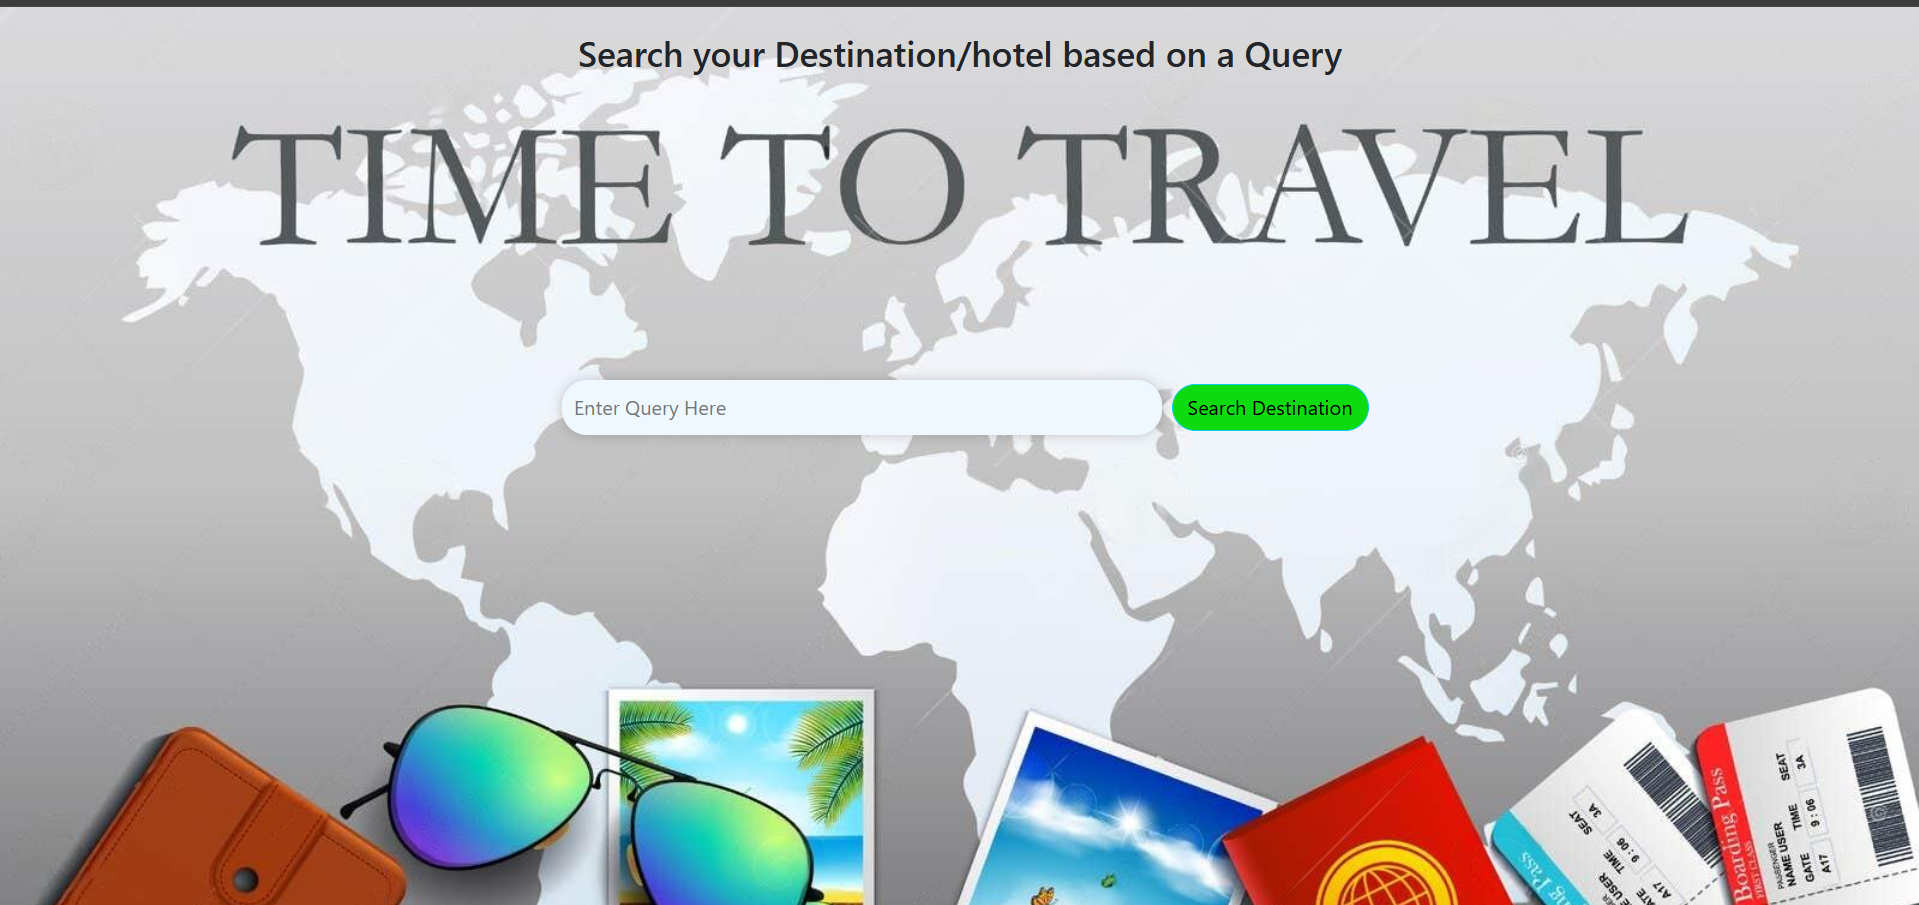 Search your Destination/hotel based on a Query
TIME TO TRAVEL
Enter Query Here
Search Destination
SEAT
3A
TIME
9:06
GATE
A17
PASSENGER
NAME USER
Boarding Pass
FIRST CLASS
SEAT
3A
TIME
9:06
A17